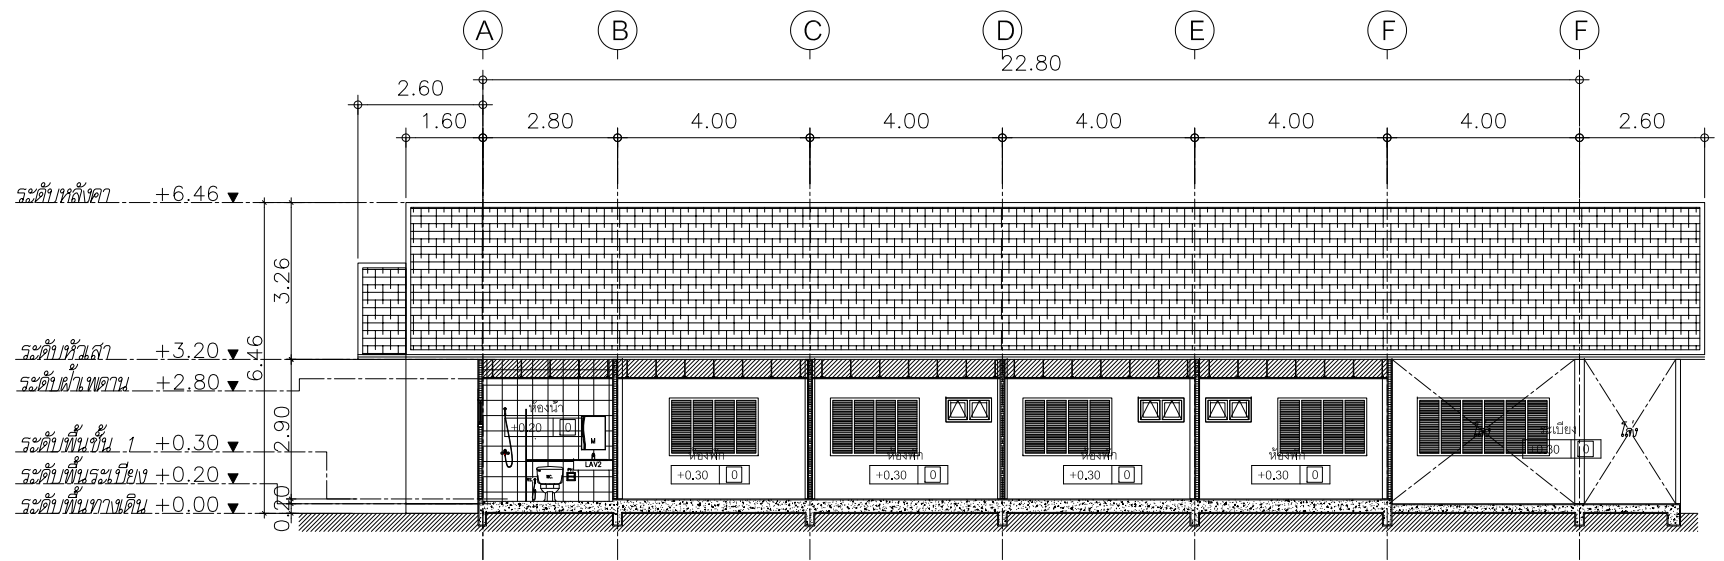 A B C D E F F
22.80
2.60
1.60 2.80 4.00 4.00 4.00 4.00 4.00 2.60
ระดับหลังคา +6.46
3.26
6.46
ระดับหัวเสา +3.20
ระดับฝ้าเพดาน +2.80
2.90
ห้องน้ำ
+0.20 0
M
LAV2
WC.
ระดับพื้นชั้น 1 +0.30
โล่ง ระเบียง โล่ง
+0.30 0
ห้องพัก ห้องพัก ห้องพัก ห้องพัก
+0.30 0 +0.30 0 +0.30 0 +0.30 0
ระดับพื้นระเบียง +0.20
0.20
ระดับพื้นทางเดิน +0.00